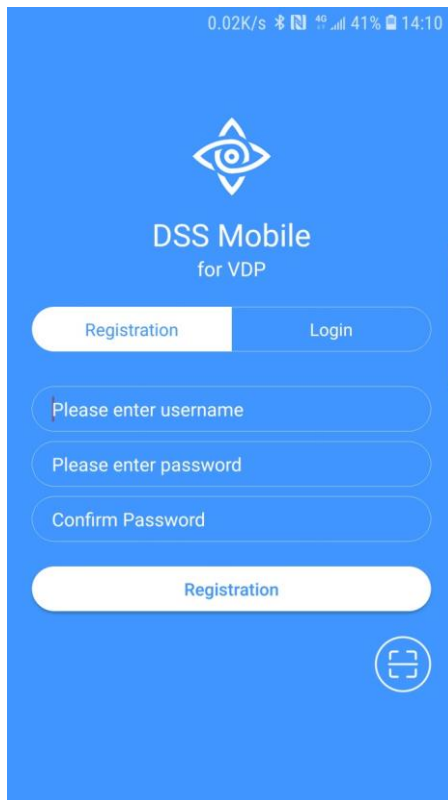 0.02K/s 4G 41% 14:10
DSS Mobile
for VDP
Registration Login
Please enter username
Please enter password
Confirm Password
Registration